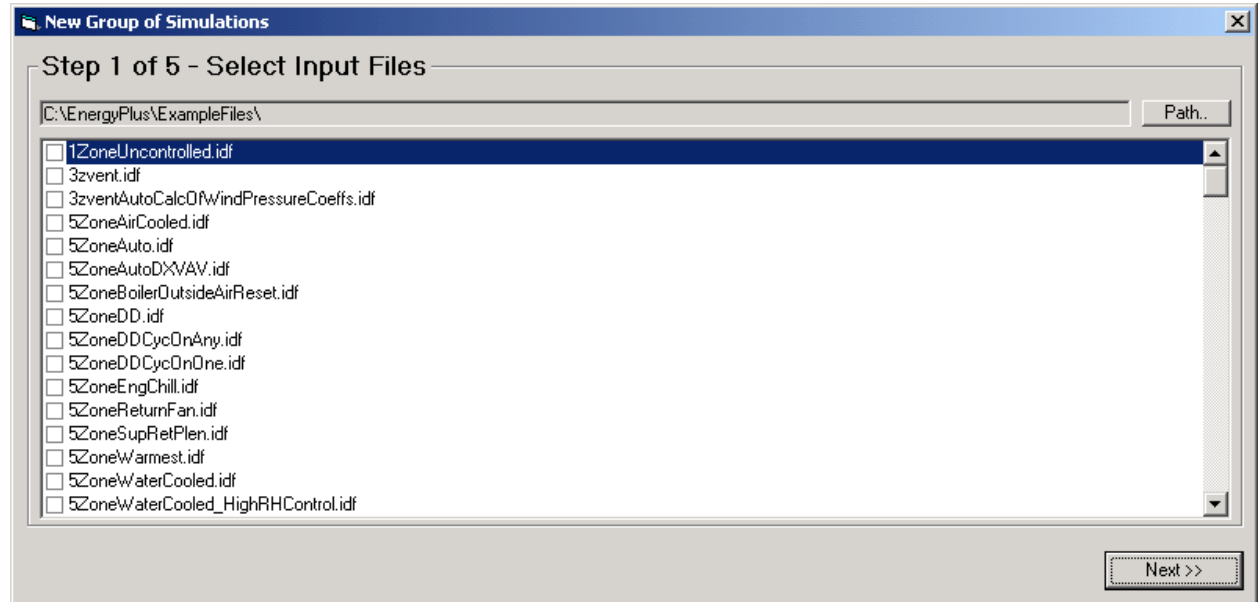 New Group of Simulations
Step 1 of 5 - Select Input Files
C:\EnergyPlus\ExampleFiles\ Path..
1ZoneUncontrolled.idf
3zvent.idf
3zventAutoCalcOfWindPressureCoeffs.idf
5ZoneAirCooled.idf
5ZoneAuto.idf
5ZoneAutoDXVAV.idf
5ZoneBoilerOutsideAirReset.idf
5ZoneDD.idf
5ZoneDDCycOnAny.idf
5ZoneDDCycOnOne.idf
5ZoneEngChill.idf
5ZoneReturnFan.idf
5ZoneSupRetPlen.idf
5ZoneWarmest.idf
5ZoneWaterCooled.idf
5ZoneWaterCooled_HighRHControl.idf
Next >>